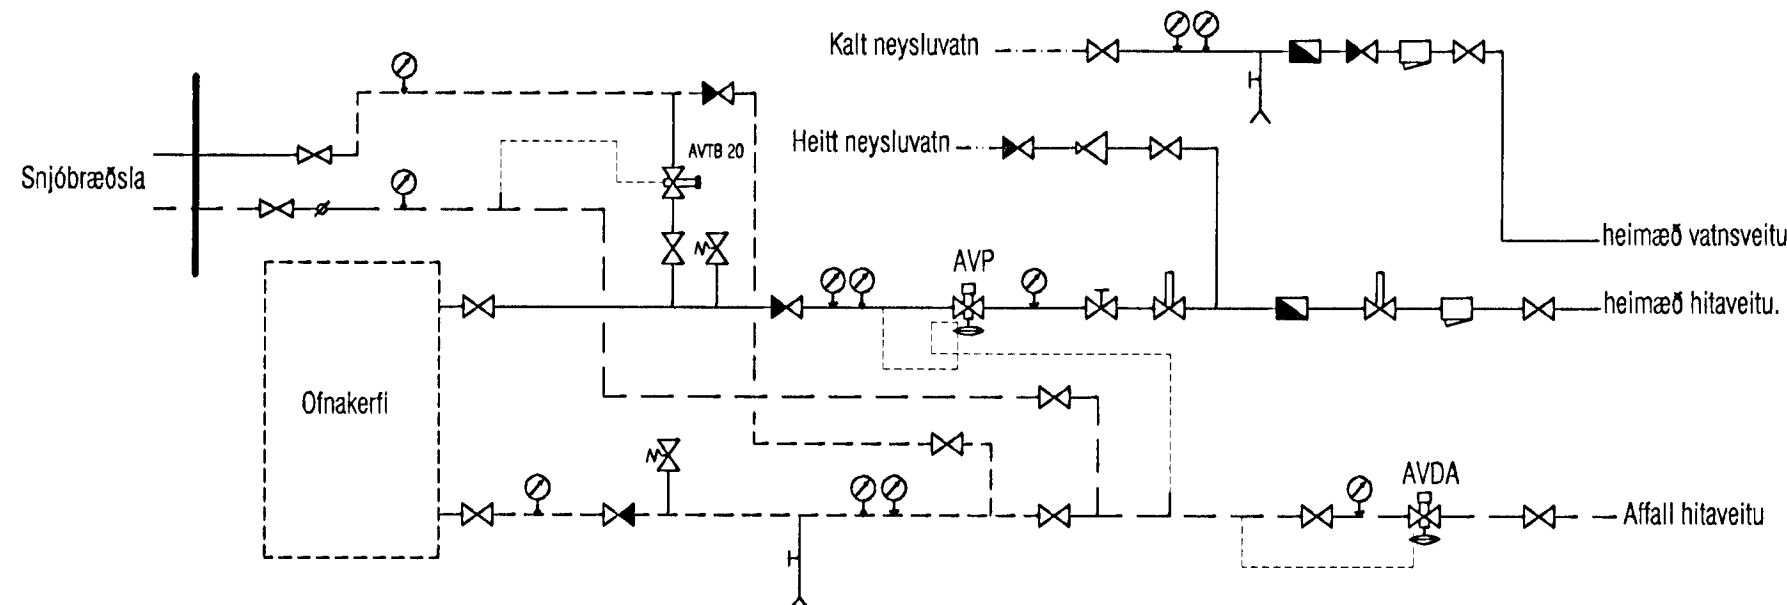 Kalt neysluvatn
Heitt neysluvatn
AVTB 20
Snjóbræðsla
heimæð vatnsveitu
AVP
heimæð hitaveitu.
Ofnakerfi
AVDA
Affall hitaveitu